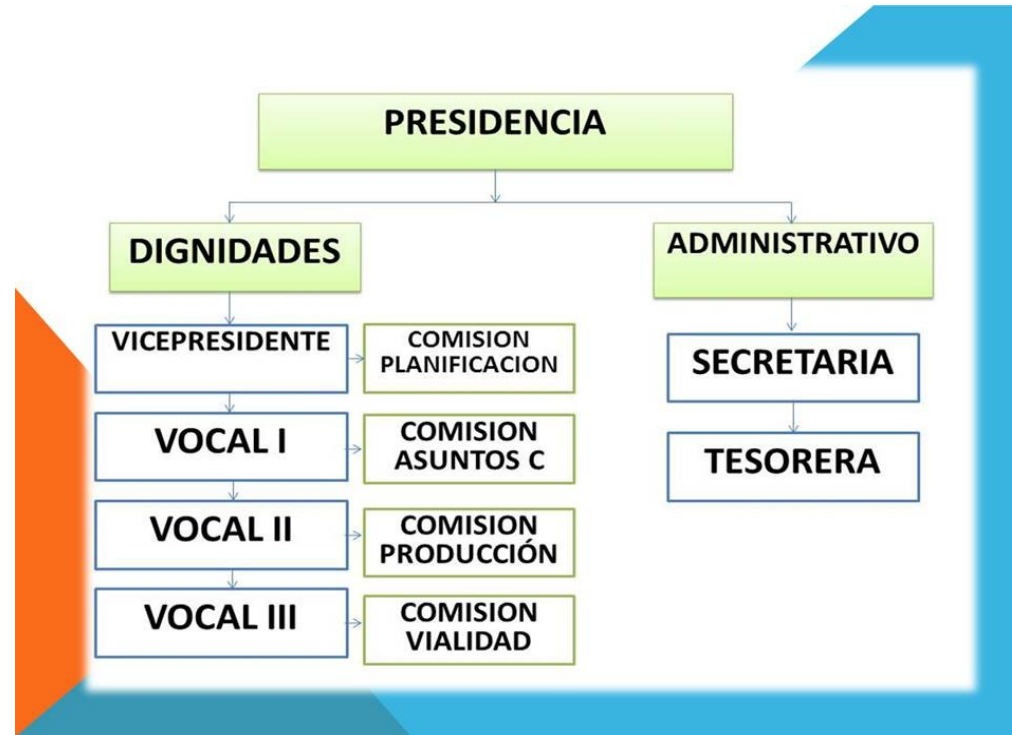 PRESIDENCIA
DIGNIDADES
ADMINISTRATIVO
VICEPRESIDENTE
COMISION
PLANIFICACION
SECRETARIA
VOCAL I
COMISION
ASUNTOS C
TESORERA
VOCAL II
COMISION
PRODUCCIÓN
VOCAL III
COMISION
VIALIDAD